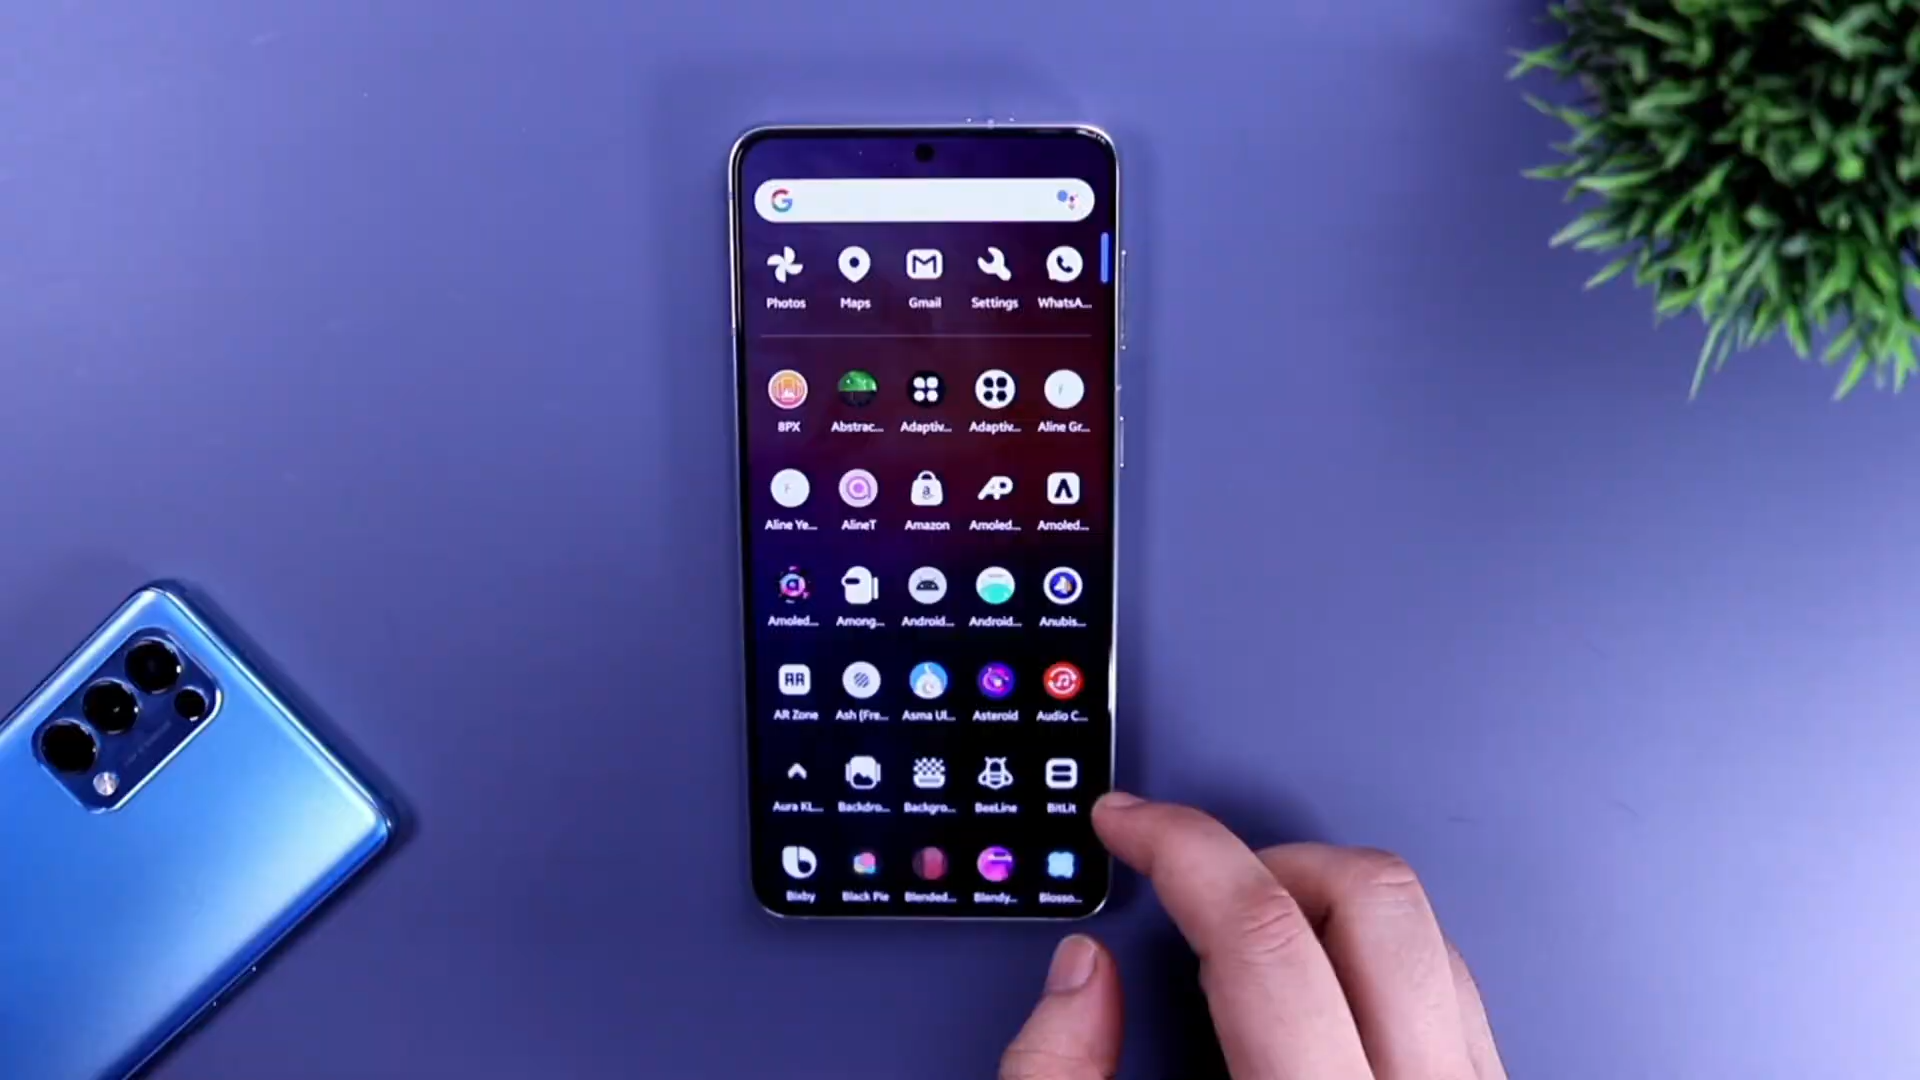 Photos Maps Gmail Settings WhatsA...
8PX Abstrac... Adaptiv... Adaptiv... Aline Gr...
Aline Ye... AlineT Amazon Amoled... Amoled...
Amoled... Among... Android... Android... Anubis...
AR Zone Ash (Fre... Asma UI... Asteroid Audio C...
Aura KL... Backdro... Backgro... BeeLine BitLit
Bixby Black Pie Blended... Blendy... Blosso...